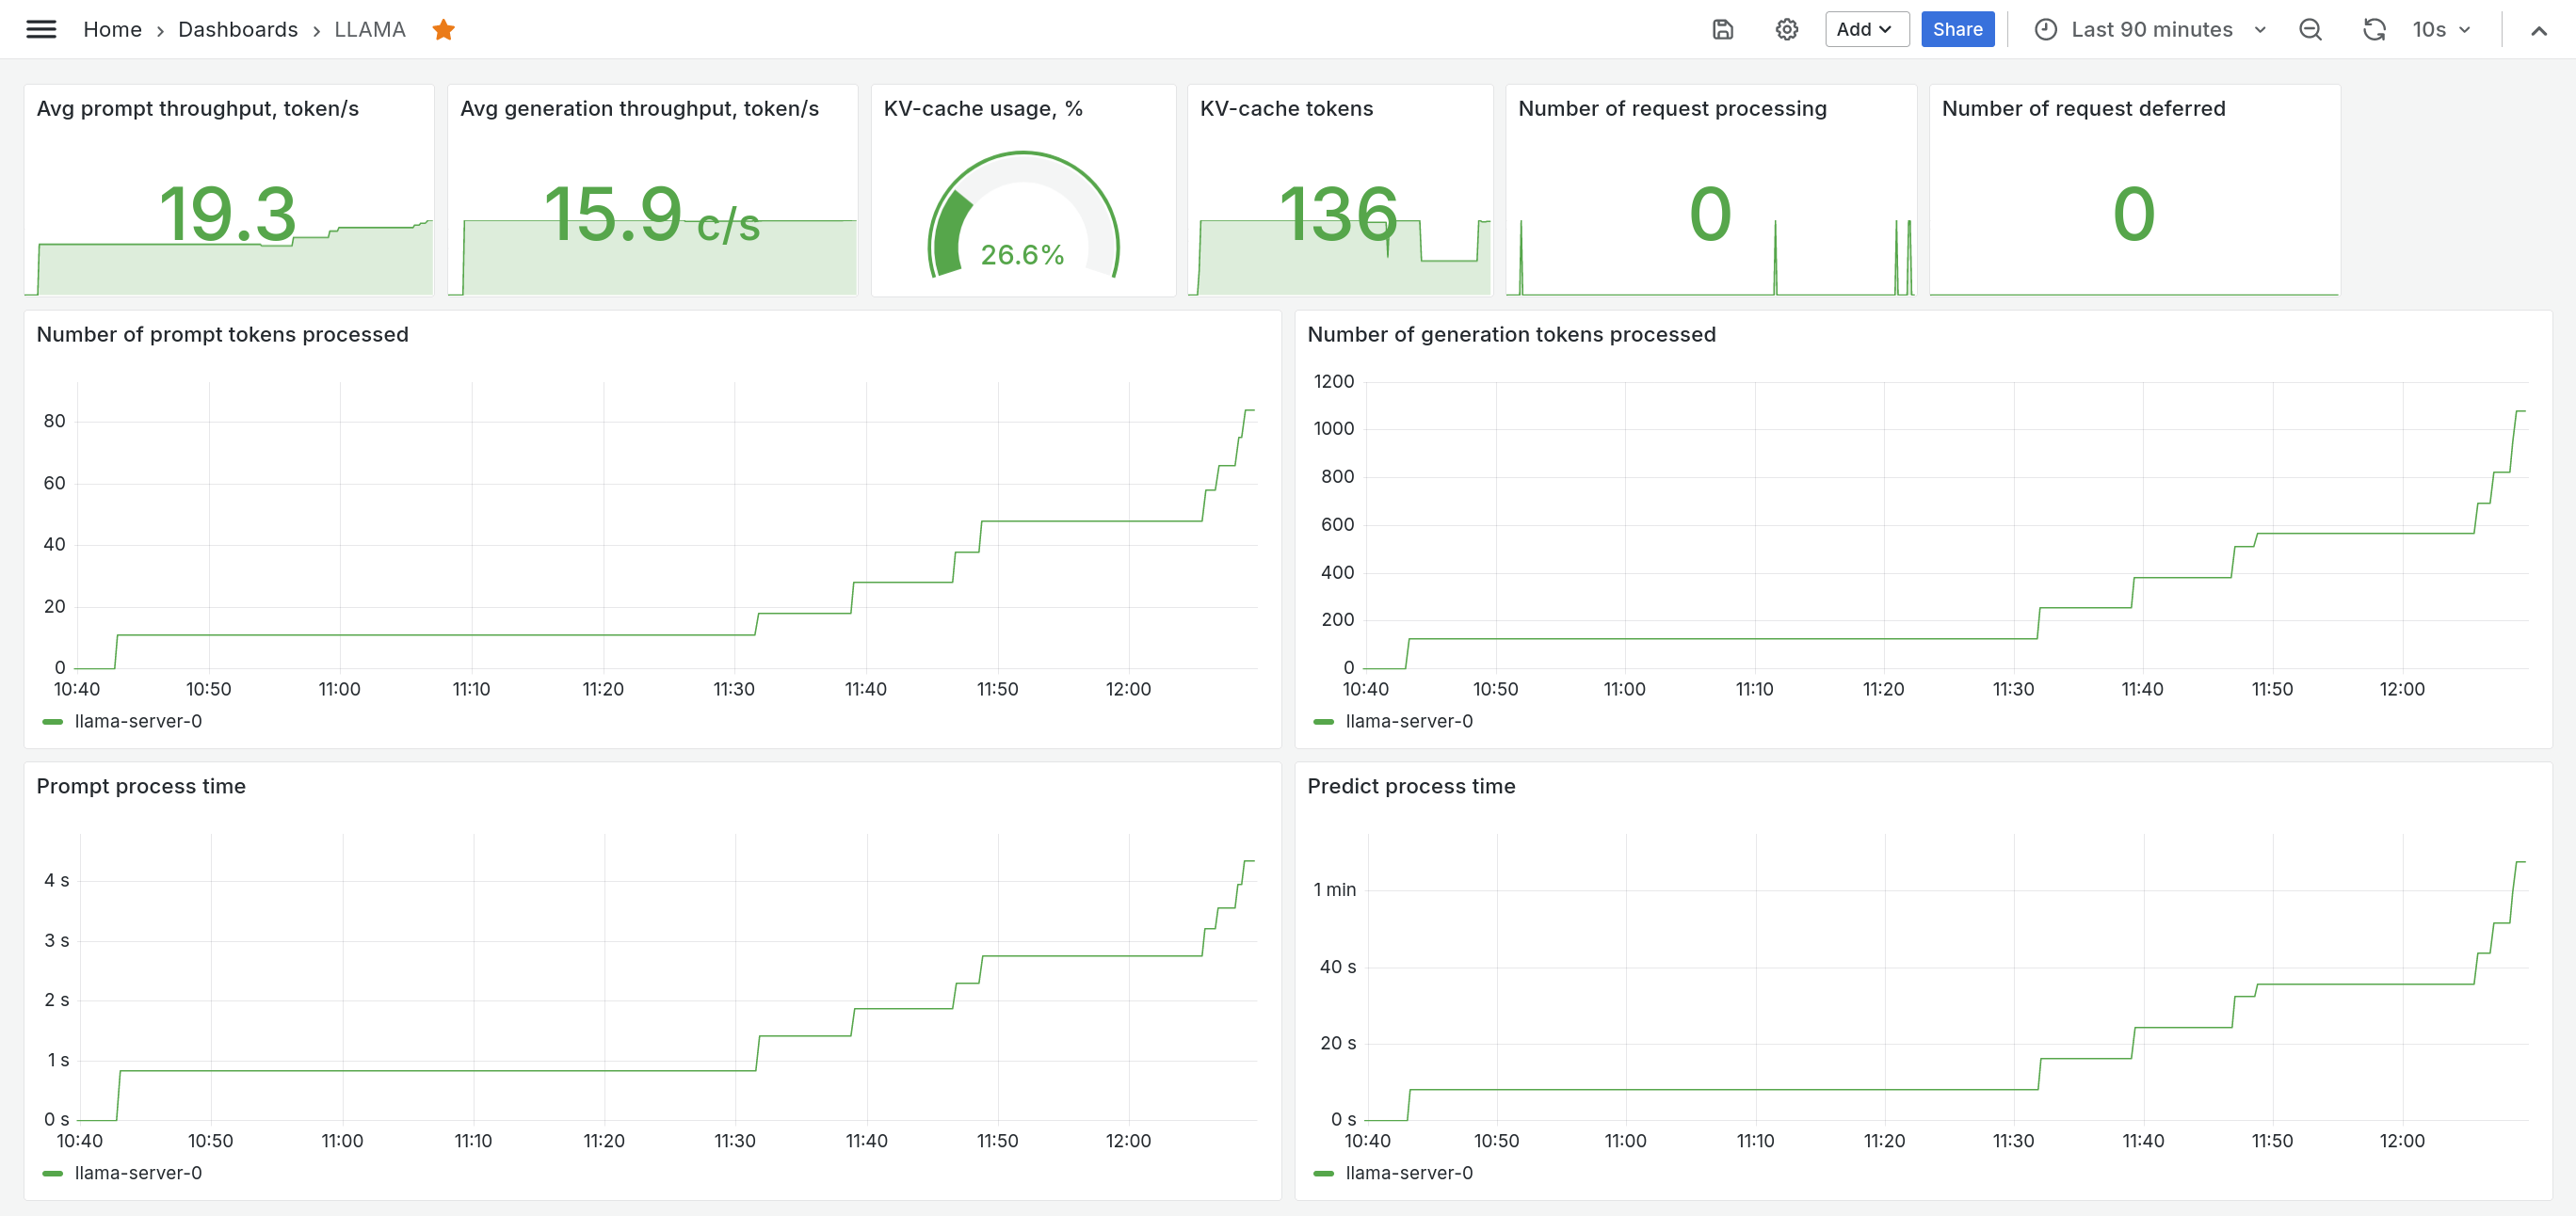 Home › Dashboards › LLAMA
Add
Share
Last 90 minutes
10s
Avg prompt throughput, token/s
19.3
Avg generation throughput, token/s
15.9 c/s
KV-cache usage, %
26.6%
KV-cache tokens
136
Number of request processing
0
Number of request deferred
0
Number of prompt tokens processed
80
60
40
20
0
10:40 10:50 11:00 11:10 11:20 11:30 11:40 11:50 12:00
llama-server-0
Number of generation tokens processed
1200
1000
800
600
400
200
0
10:40 10:50 11:00 11:10 11:20 11:30 11:40 11:50 12:00
llama-server-0
Prompt process time
4 s
3 s
2 s
1 s
0 s
10:40 10:50 11:00 11:10 11:20 11:30 11:40 11:50 12:00
llama-server-0
Predict process time
1 min
40 s
20 s
0 s
10:40 10:50 11:00 11:10 11:20 11:30 11:40 11:50 12:00
llama-server-0